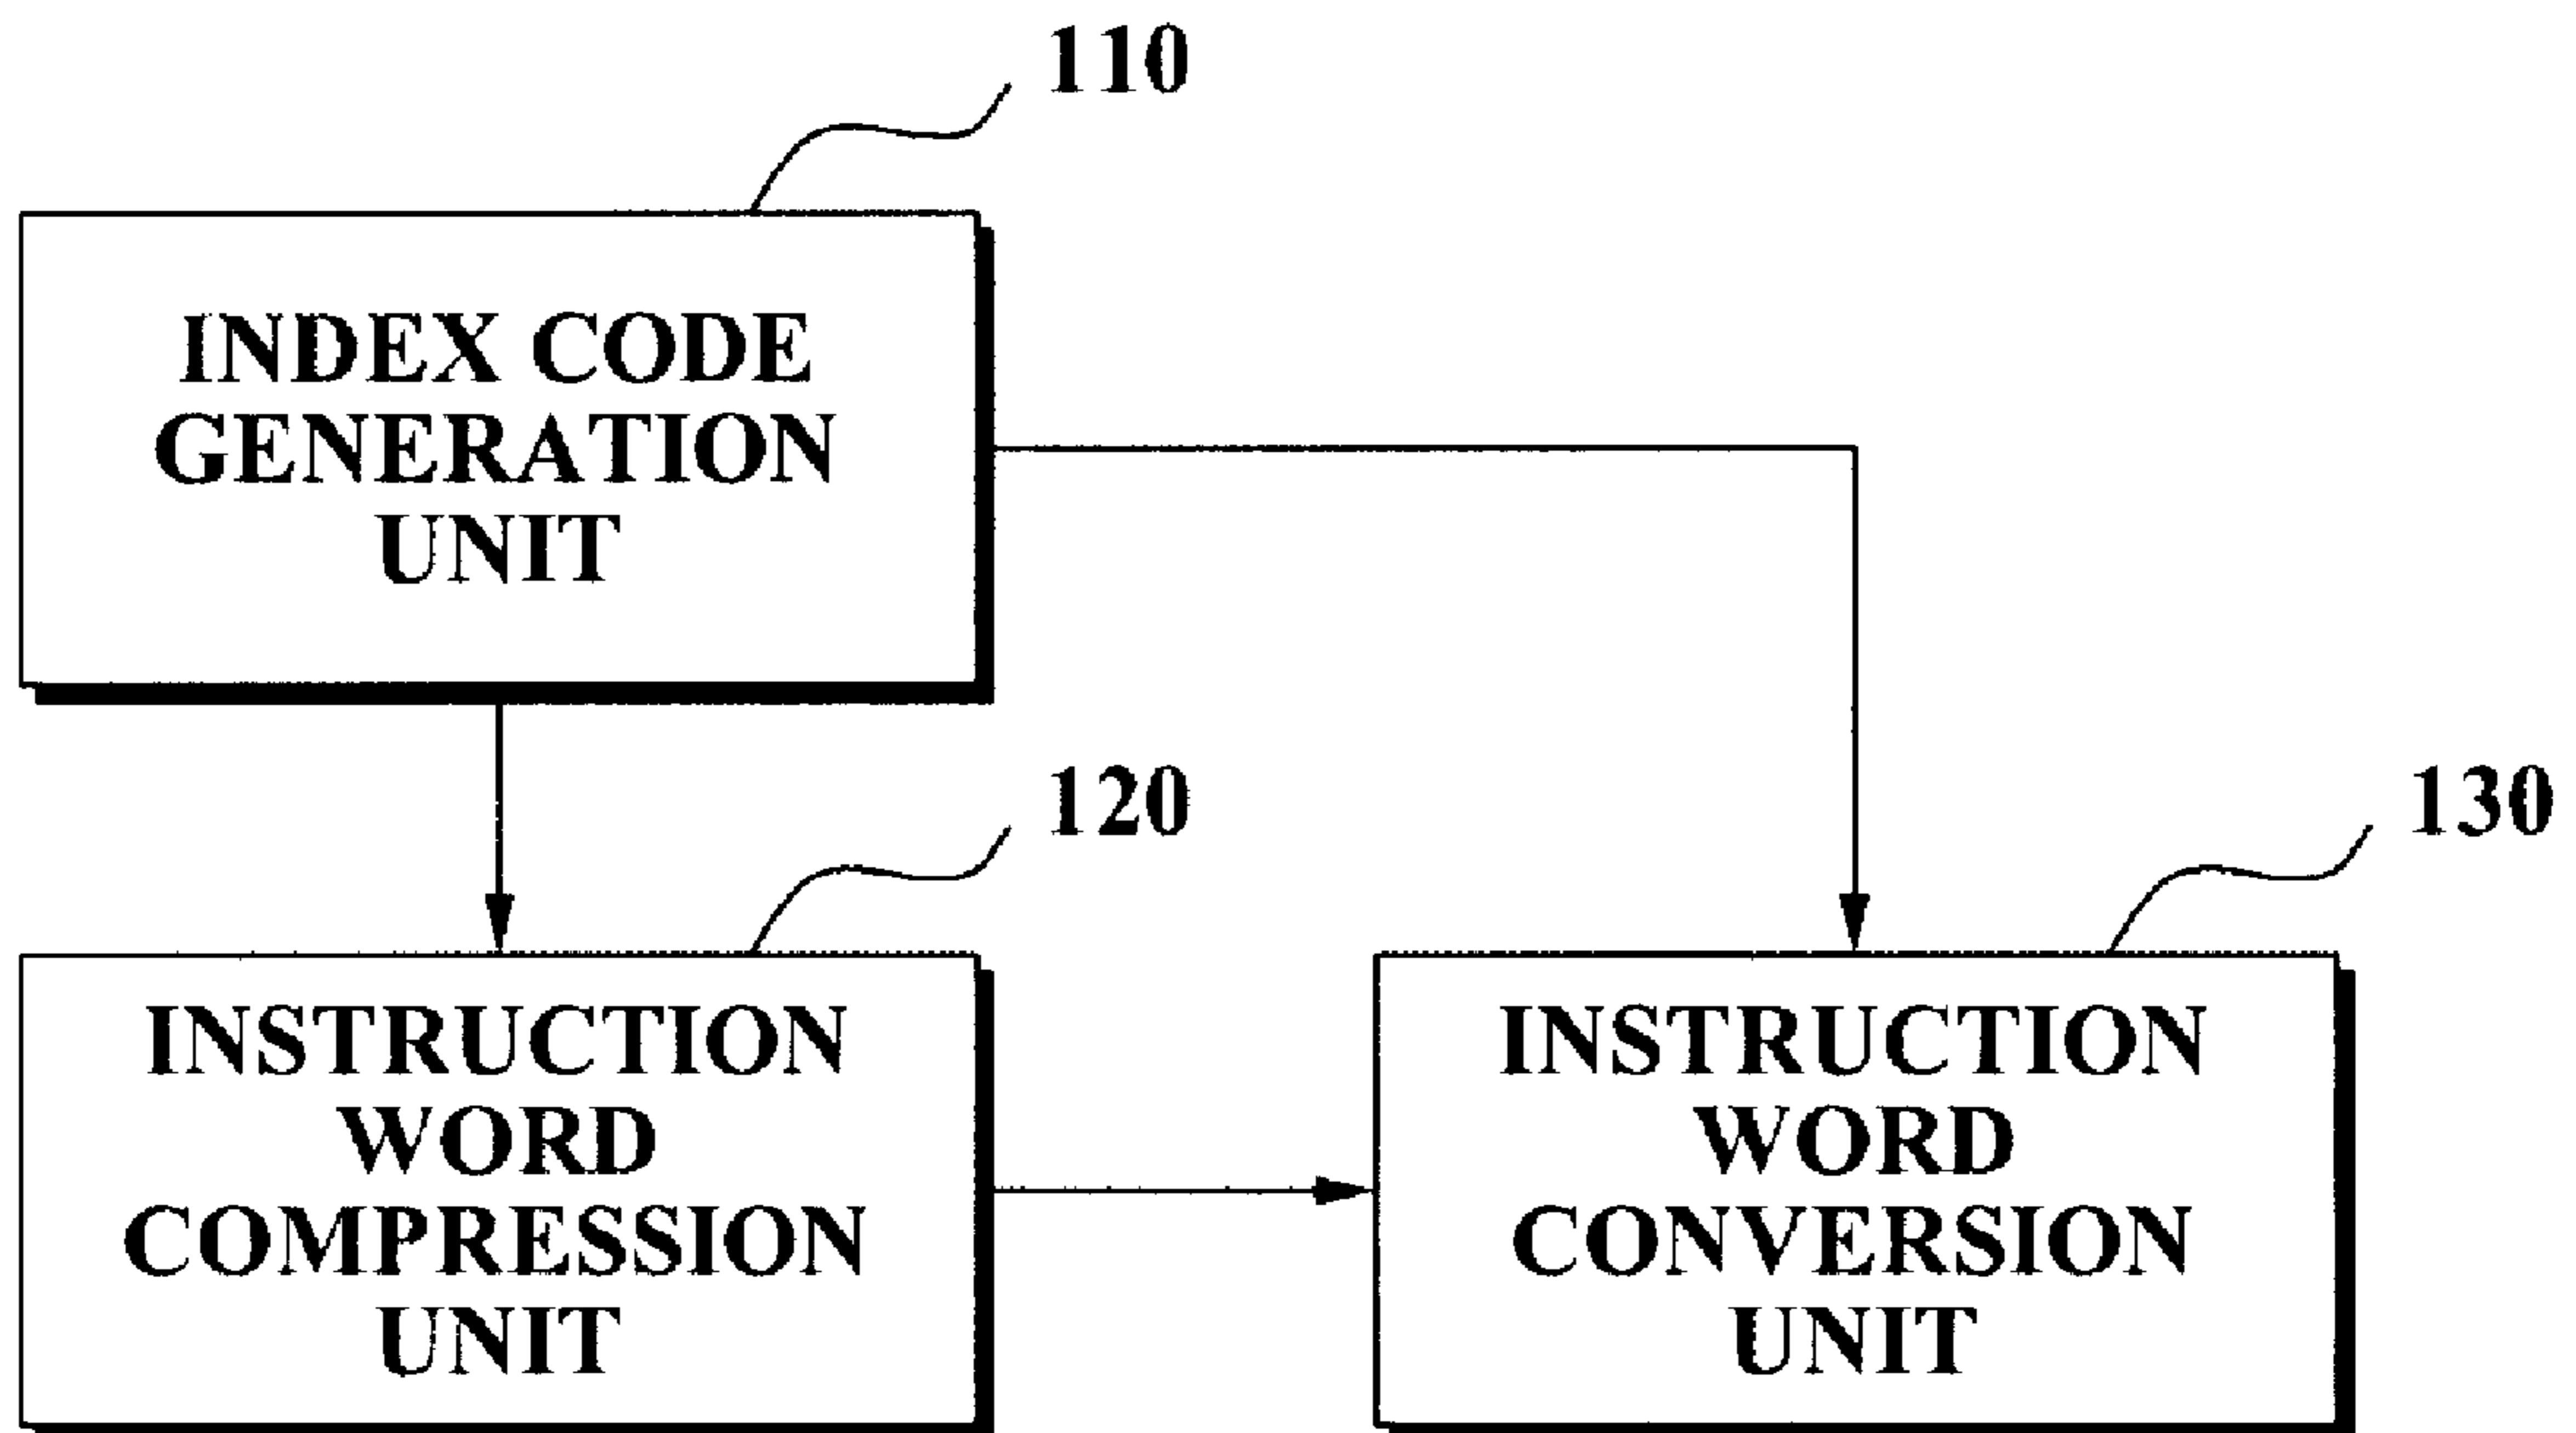 110
INDEX CODE
GENERATION
UNIT
120
INSTRUCTION
WORD
COMPRESSION
UNIT
130
INSTRUCTION
WORD
CONVERSION
UNIT